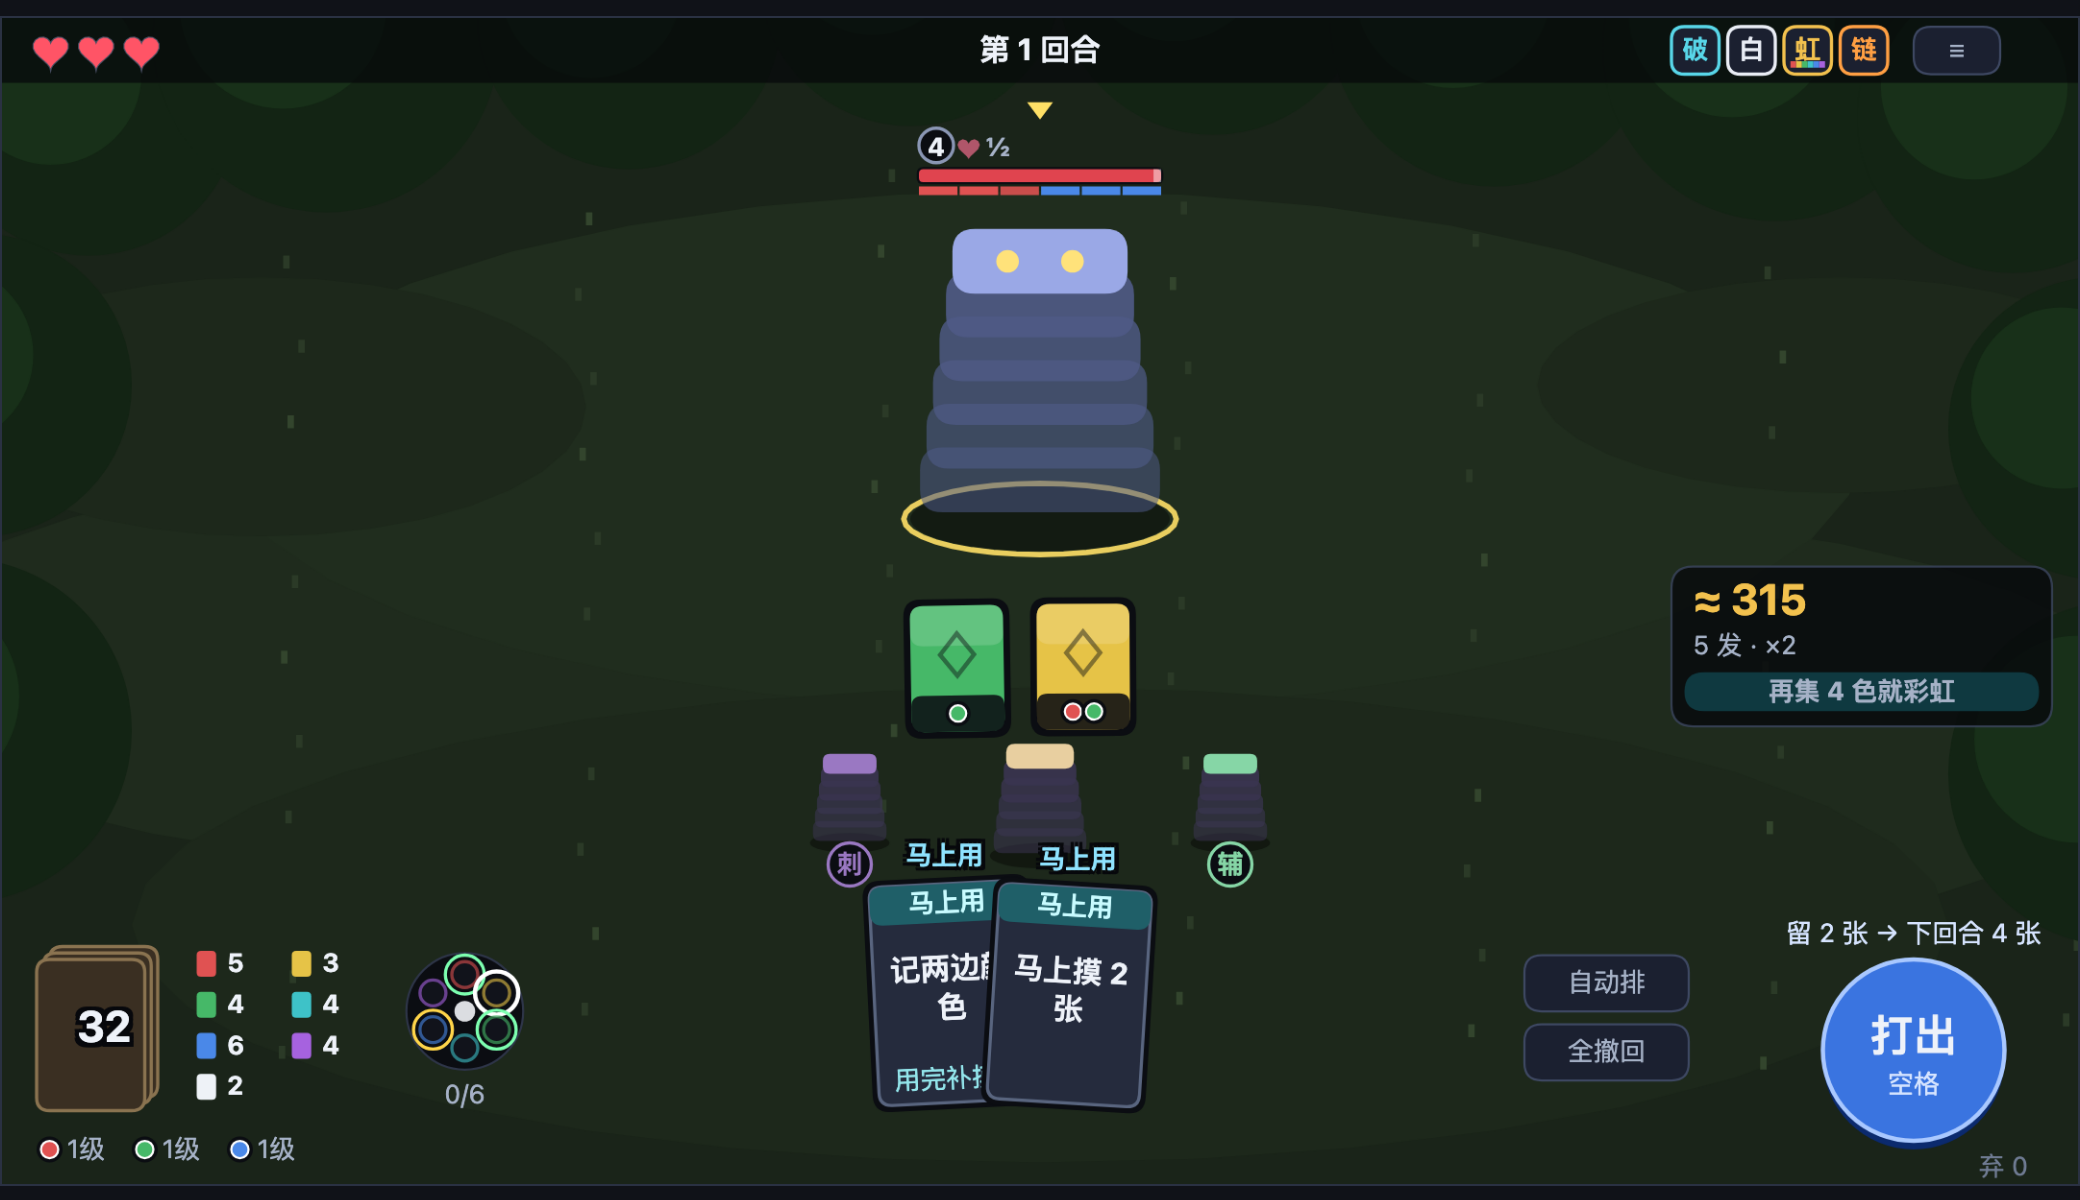 第 1 回合
破 白 虹 链
≡
4 ½
≈ 315
5 发 · ×2
再集 4 色就彩虹
刺
马上用
马上用
辅
马上用
马上用
记两边
色
用完补
马上摸 2
张
留 2 张 → 下回合 4 张
自动排
全撤回
打出
空格
弃 0
32
5 3
4 4
6 4
2
0/6
1级 1级 1级